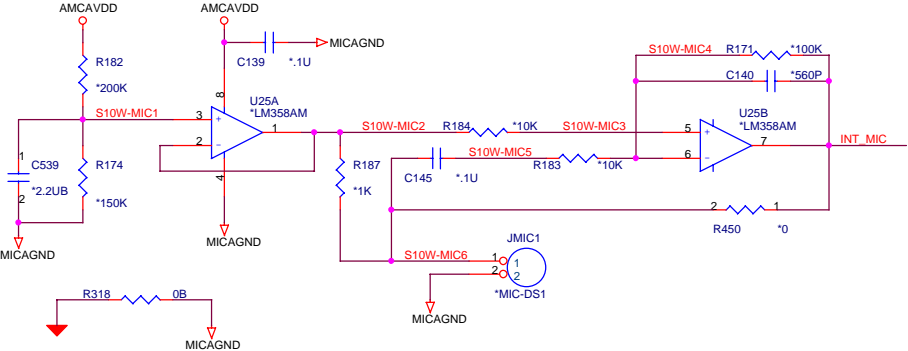 AMCAVDD
AMCAVDD
R182
*200K
C139
*.1U
MICAGND
S10W-MIC4
R171
*100K
C140
*560P
8
U25A
*LM358AM
S10W-MIC1
3
+
2
-
1
4
S10W-MIC2
R184
*10K
S10W-MIC3
5
+
6
-
U25B
*LM358AM
7
INT_MIC
1
C539
*2.2UB
2
R174
*150K
R187
*1K
C145
*.1U
S10W-MIC5
R183
*10K
2
1
R450
*0
MICAGND
MICAGND
JMIC1
S10W-MIC6
1
1
2
2
*MIC-DS1
MICAGND
R318
0B
MICAGND